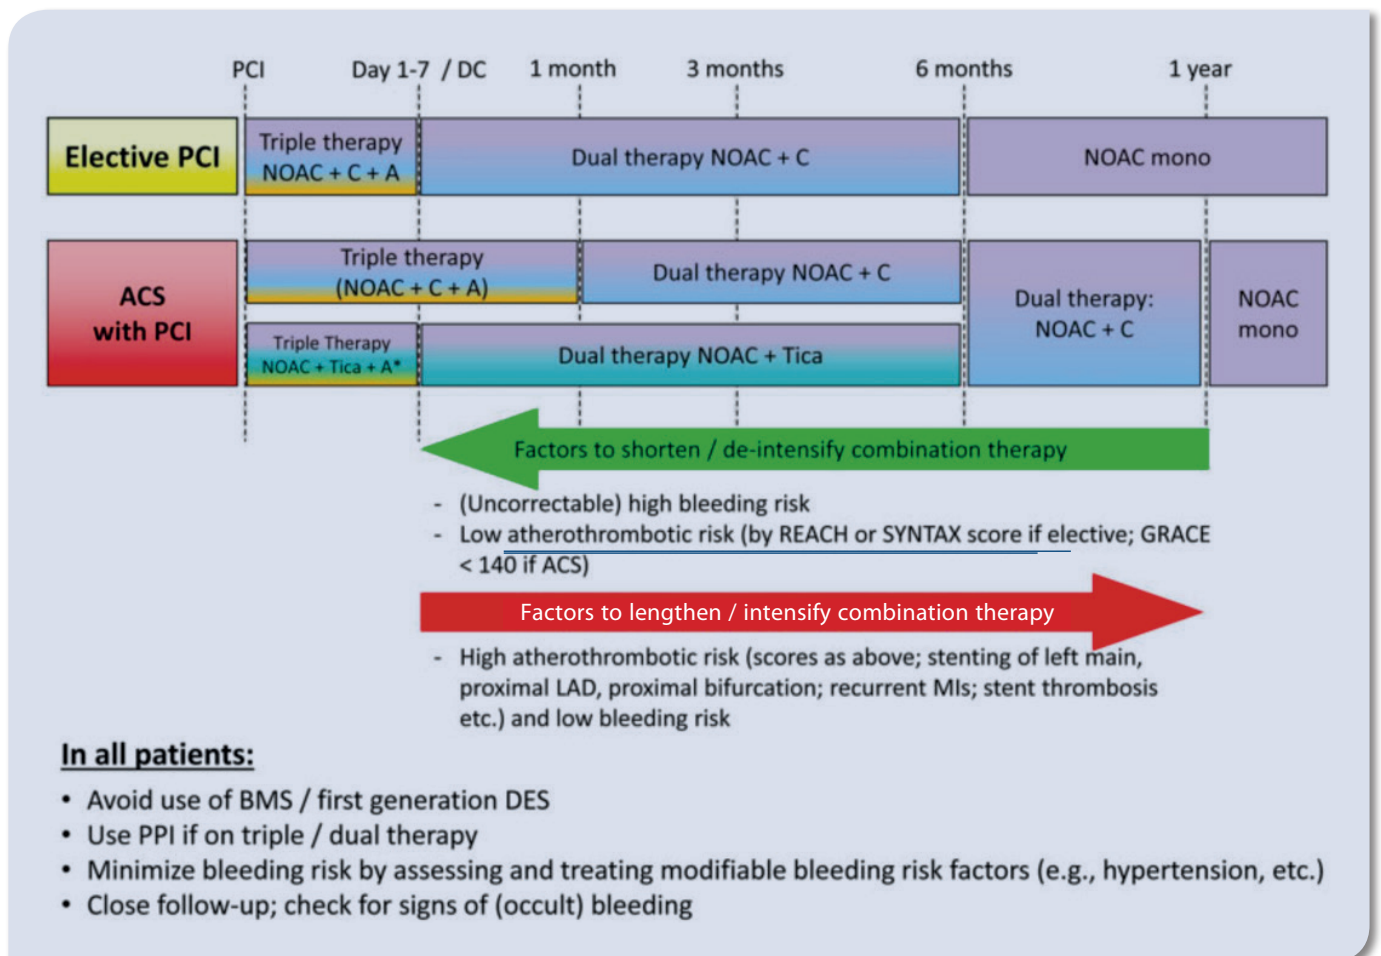 PCI Day 1-7 / DC 1 month 3 months 6 months 1 year
Elective PCI
Triple therapy
NOAC + C + A
Dual therapy NOAC + C
NOAC mono
ACS
with PCI
Triple therapy
(NOAC + C + A)
Dual therapy NOAC + C
Triple Therapy
NOAC + Tica + A*
Dual therapy NOAC + Tica
Dual therapy:
NOAC + C
NOAC
mono
Factors to shorten / de-intensify combination therapy
- (Uncorrectable) high bleeding risk
- Low atherothrombotic risk (by REACH or SYNTAX score if elective; GRACE
< 140 if ACS)
Factors to lengthen / intensify combination therapy
- High atherothrombotic risk (scores as above; stenting of left main,
proximal LAD, proximal bifurcation; recurrent MIs; stent thrombosis
etc.) and low bleeding risk
In all patients:
• Avoid use of BMS / first generation DES
• Use PPI if on triple / dual therapy
• Minimize bleeding risk by assessing and treating modifiable bleeding risk factors (e.g., hypertension, etc.)
• Close follow-up; check for signs of (occult) bleeding